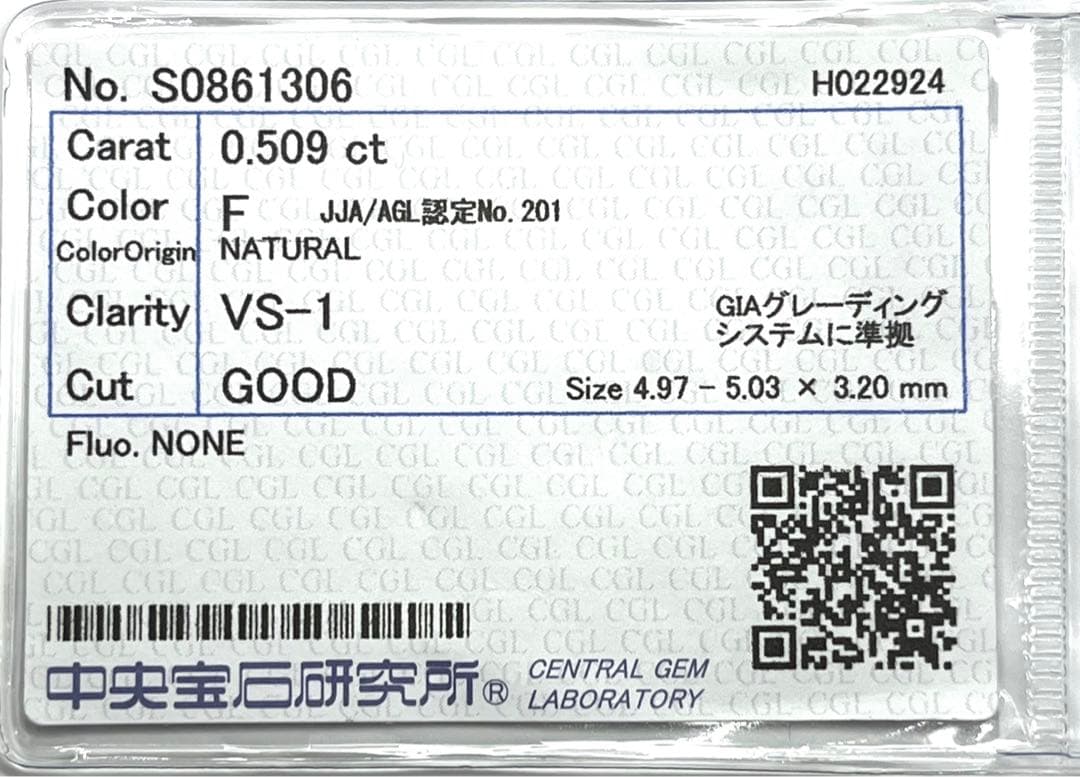 No. S0861306 H022924
Carat 0.509 ct
Color F JJA/AGL認定No. 201
ColorOrigin NATURAL
Clarity VS-1 GIAグレーディング
システムに準拠
Cut GOOD Size 4.97 - 5.03 × 3.20 mm
Fluo. NONE
中央宝石研究所® CENTRAL GEM
LABORATORY